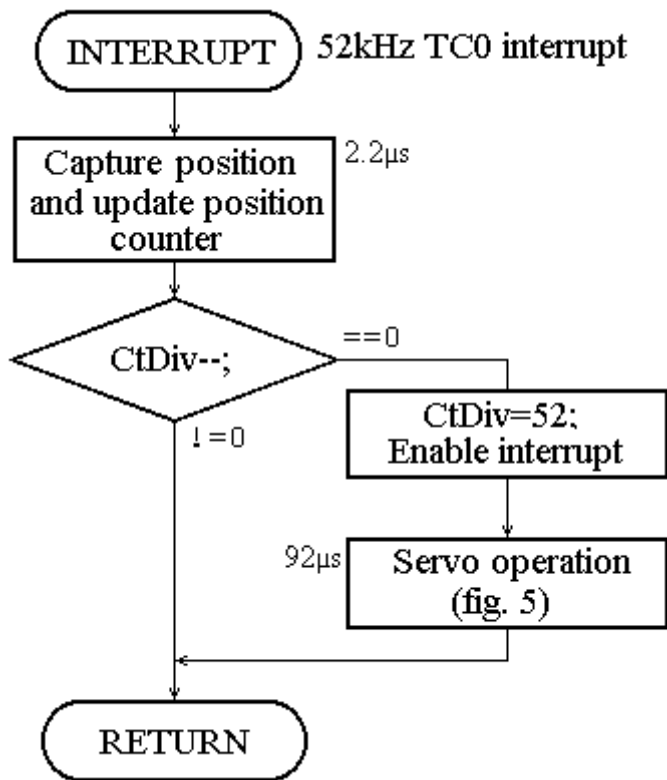 INTERRUPT
52kHz TC0 interrupt
Capture position
and update position
counter
2.2μs
CtDiv--;
==0
!=0
CtDiv=52;
Enable interrupt
92μs
Servo operation
(fig. 5)
RETURN